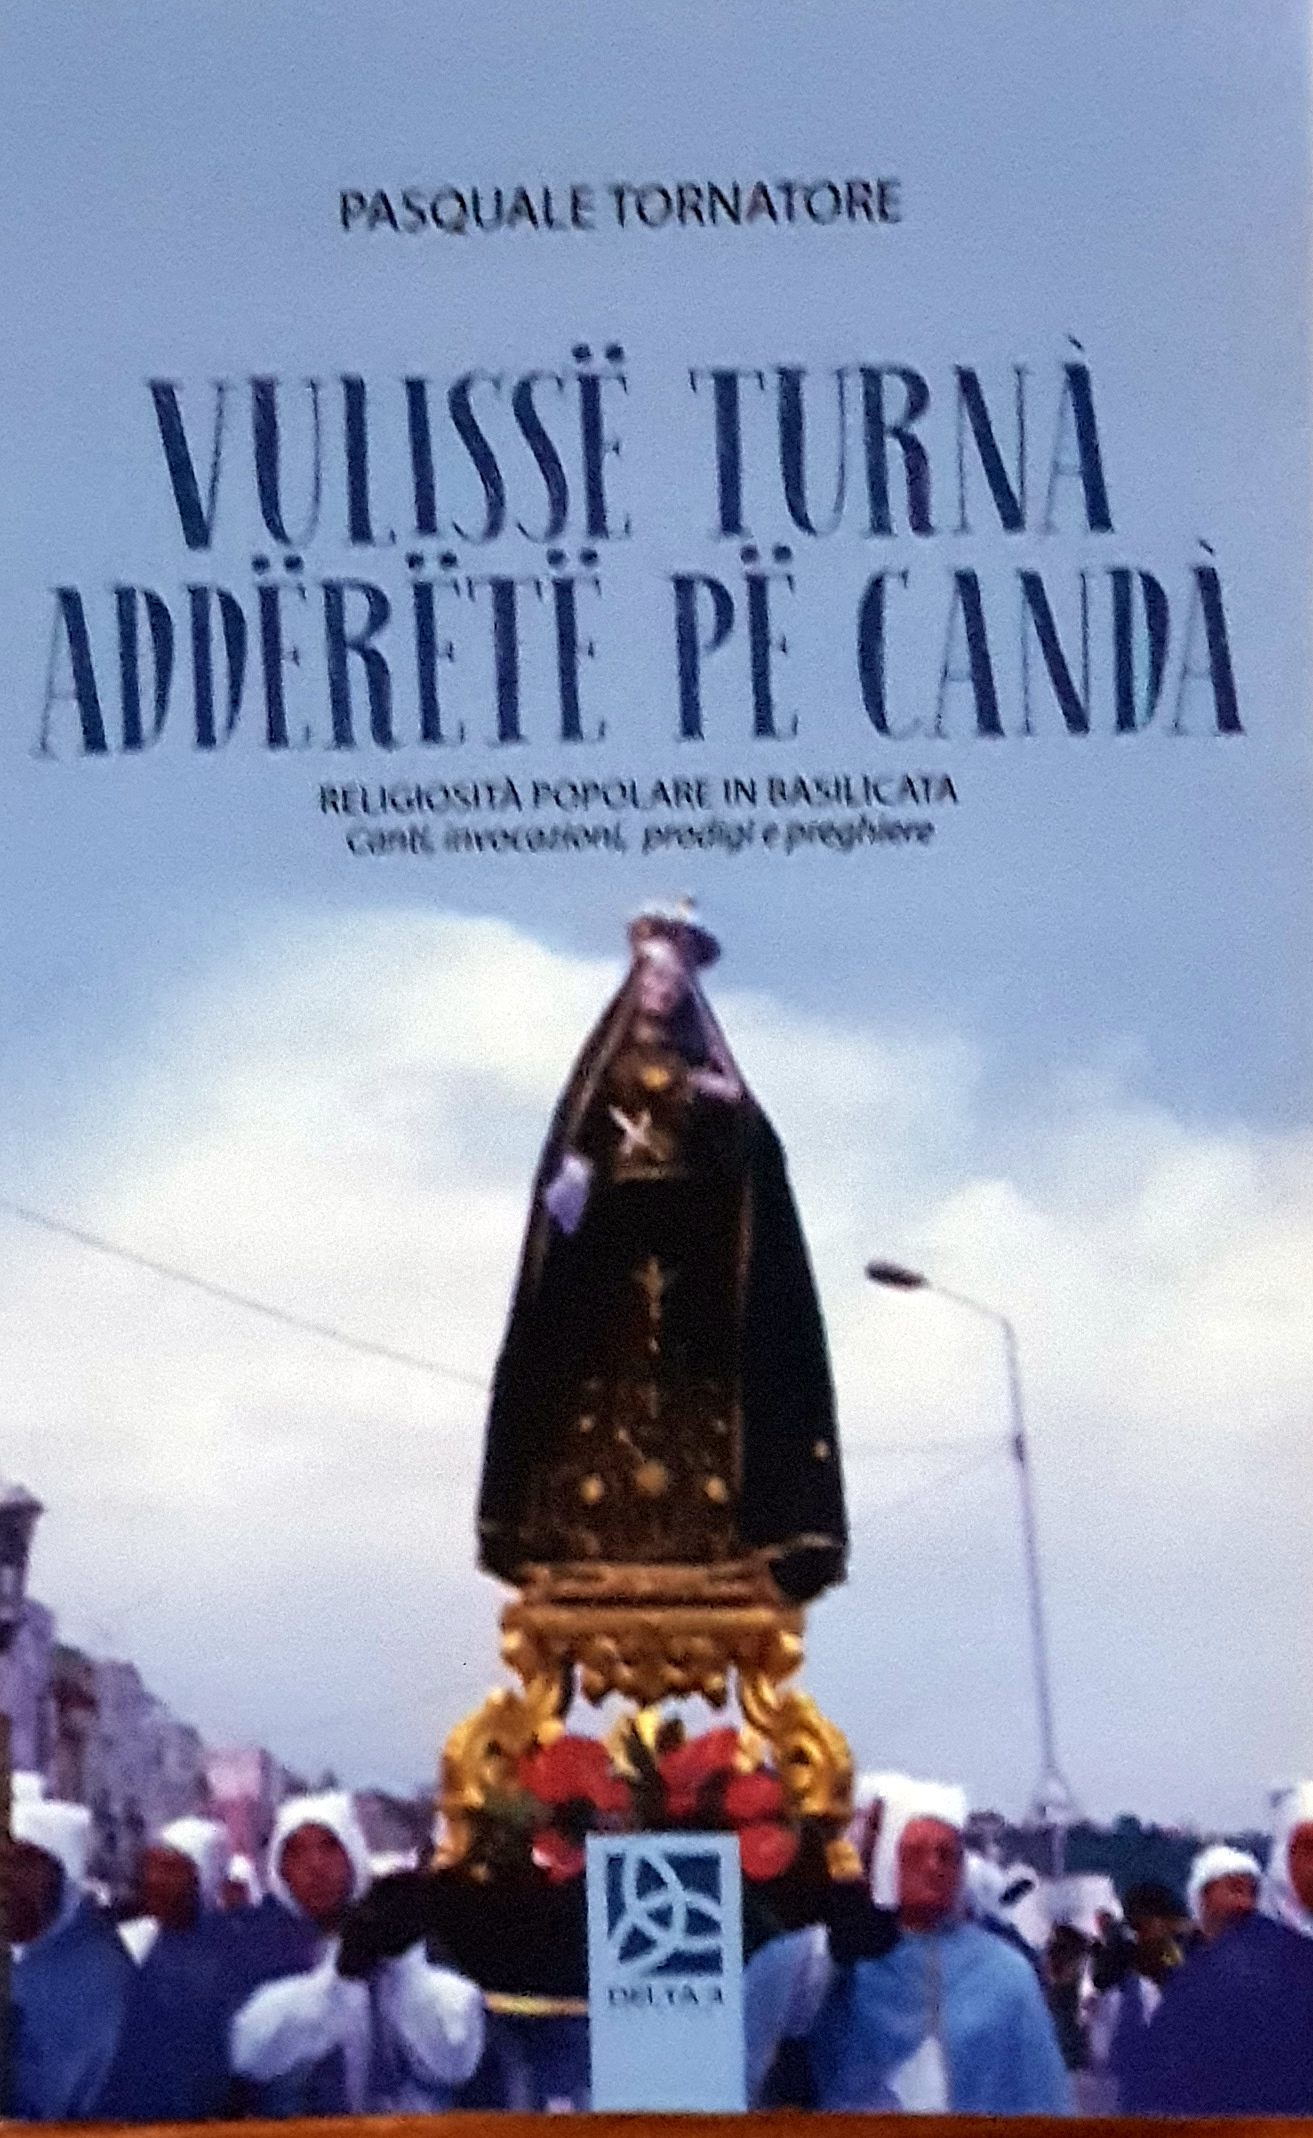 PASQUALE TORNATORE
VULISSË TURNÀ
ADDËRËTË PË CANDÀ
RELIGIOSITÀ POPOLARE IN BASILICATA
Canti, invocazioni, prodigi e preghiere
DELTA 3